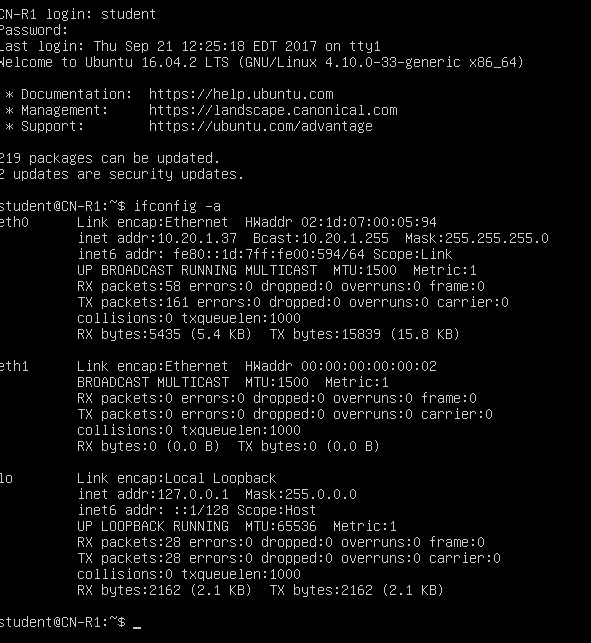 CN-R1 login: student
Password:
Last login: Thu Sep 21 12:25:18 EDT 2017 on tty1
Welcome to Ubuntu 16.04.2 LTS (GNU/Linux 4.10.0-33-generic x86_64)
* Documentation:  https://help.ubuntu.com
* Management:     https://landscape.canonical.com
* Support:        https://ubuntu.com/advantage
219 packages can be updated.
2 updates are security updates.
student@CN-R1:~$ ifconfig -a
eth0      Link encap:Ethernet  HWaddr 02:1d:07:00:05:94
          inet addr:10.20.1.37  Bcast:10.20.1.255  Mask:255.255.255.0
          inet6 addr: fe80::1d:7ff:fe00:594/64 Scope:Link
          UP BROADCAST RUNNING MULTICAST  MTU:1500  Metric:1
          RX packets:58 errors:0 dropped:0 overruns:0 frame:0
          TX packets:161 errors:0 dropped:0 overruns:0 carrier:0
          collisions:0 txqueuelen:1000
          RX bytes:5435 (5.4 KB)  TX bytes:15839 (15.8 KB)
eth1      Link encap:Ethernet  HWaddr 00:00:00:00:00:02
          BROADCAST MULTICAST  MTU:1500  Metric:1
          RX packets:0 errors:0 dropped:0 overruns:0 frame:0
          TX packets:0 errors:0 dropped:0 overruns:0 carrier:0
          collisions:0 txqueuelen:1000
          RX bytes:0 (0.0 B)  TX bytes:0 (0.0 B)
lo        Link encap:Local Loopback
          inet addr:127.0.0.1  Mask:255.0.0.0
          inet6 addr: ::1/128 Scope:Host
          UP LOOPBACK RUNNING  MTU:65536  Metric:1
          RX packets:28 errors:0 dropped:0 overruns:0 frame:0
          TX packets:28 errors:0 dropped:0 overruns:0 carrier:0
          collisions:0 txqueuelen:1000
          RX bytes:2162 (2.1 KB)  TX bytes:2162 (2.1 KB)
student@CN-R1:~$ _